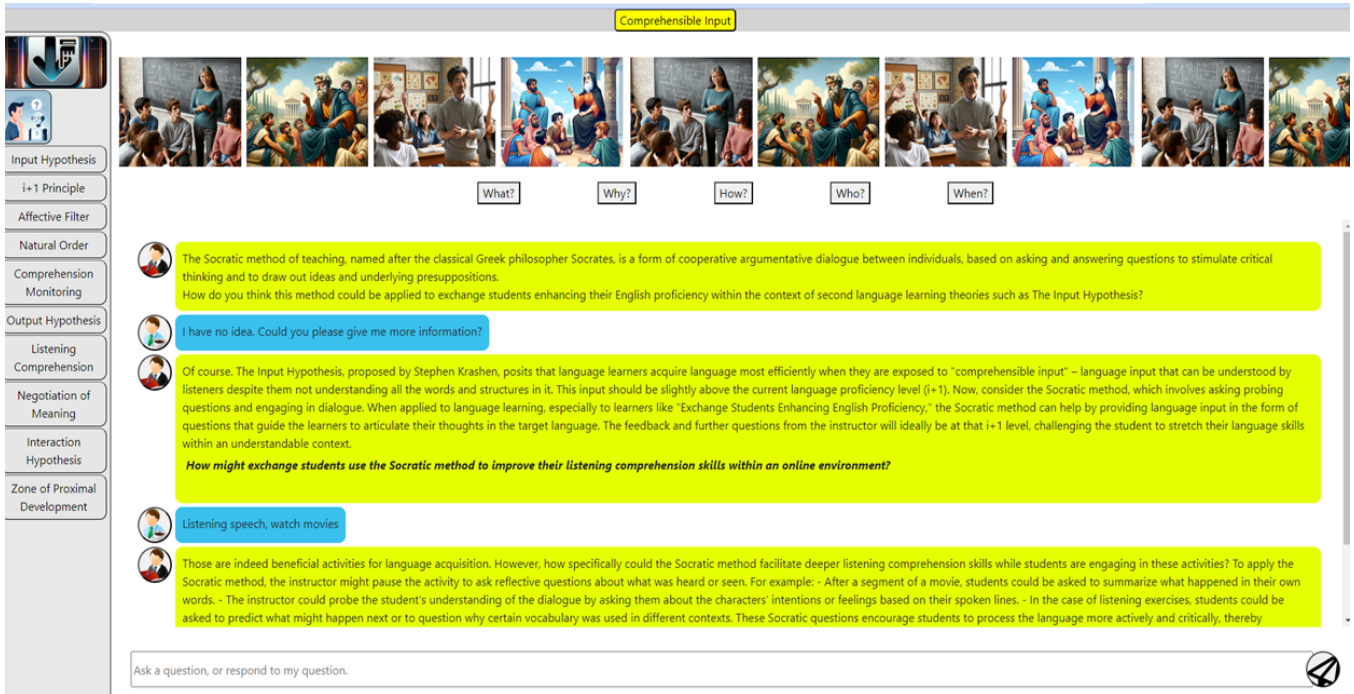 Comprehensible Input
Input Hypothesis
i+1 Principle
Affective Filter
Natural Order
Comprehension
Monitoring
Output Hypothesis
Listening
Comprehension
Negotiation of
Meaning
Interaction
Hypothesis
Zone of Proximal
Development
What?
Why?
How?
Who?
When?
The Socratic method of teaching, named after the classical Greek philosopher Socrates, is a form of cooperative argumentative dialogue between individuals, based on asking and answering questions to stimulate critical
thinking and to draw out ideas and underlying presuppositions.
How do you think this method could be applied to exchange students enhancing their English proficiency within the context of second language learning theories such as The Input Hypothesis?
I have no idea. Could you please give me more information?
Of course. The Input Hypothesis, proposed by Stephen Krashen, posits that language learners acquire language most efficiently when they are exposed to "comprehensible input" – language input that can be understood by
listeners despite them not understanding all the words and structures in it. This input should be slightly above the current language proficiency level (i+1). Now, consider the Socratic method, which involves asking probing
questions and engaging in dialogue. When applied to language learning, especially to learners like "Exchange Students Enhancing English Proficiency," the Socratic method can help by providing language input in the form of
questions that guide the learners to articulate their thoughts in the target language. The feedback and further questions from the instructor will ideally be at that i+1 level, challenging the student to stretch their language skills
within an understandable context.
How might exchange students use the Socratic method to improve their listening comprehension skills within an online environment?
Listening speech, watch movies
Those are indeed beneficial activities for language acquisition. However, how specifically could the Socratic method facilitate deeper listening comprehension skills while students are engaging in these activities? To apply the
Socratic method, the instructor might pause the activity to ask reflective questions about what was heard or seen. For example: - After a segment of a movie, students could be asked to summarize what happened in their own
words. - The instructor could probe the student's understanding of the dialogue by asking them about the characters' intentions or feelings based on their spoken lines. - In the case of listening exercises, students could be
asked to predict what might happen next or to question why certain vocabulary was used in different contexts. These Socratic questions encourage students to process the language more actively and critically, thereby
Ask a question, or respond to my question.